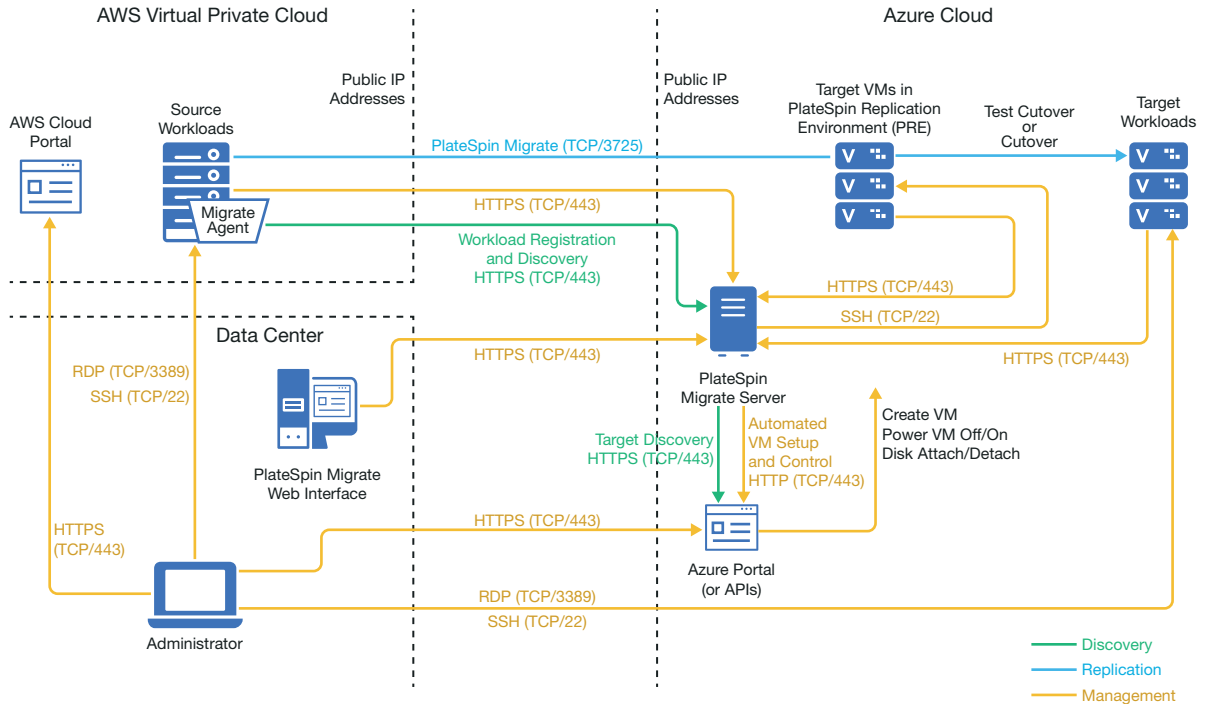 AWS Virtual Private Cloud
Azure Cloud
Public IP
Addresses
Public IP
Addresses
AWS Cloud
Portal
Source
Workloads
Migrate
Agent
Target VMs in
PlateSpin Replication
Environment (PRE)
Test Cutover
or
Cutover
Target
Workloads
PlateSpin Migrate (TCP/3725)
HTTPS (TCP/443)
Workload Registration
and Discovery
HTTPS (TCP/443)
V
V
V
V
V
V
HTTPS (TCP/443)
SSH (TCP/22)
HTTPS (TCP/443)
Data Center
HTTPS (TCP/443)
RDP (TCP/3389)
SSH (TCP/22)
PlateSpin Migrate
Web Interface
PlateSpin
Migrate Server
Target Discovery
HTTPS (TCP/443)
Automated
VM Setup
and Control
HTTP (TCP/443)
Create VM
Power VM Off/On
Disk Attach/Detach
HTTPS
(TCP/443)
HTTPS (TCP/443)
Azure Portal
(or APIs)
RDP (TCP/3389)
SSH (TCP/22)
Administrator
Discovery
Replication
Management